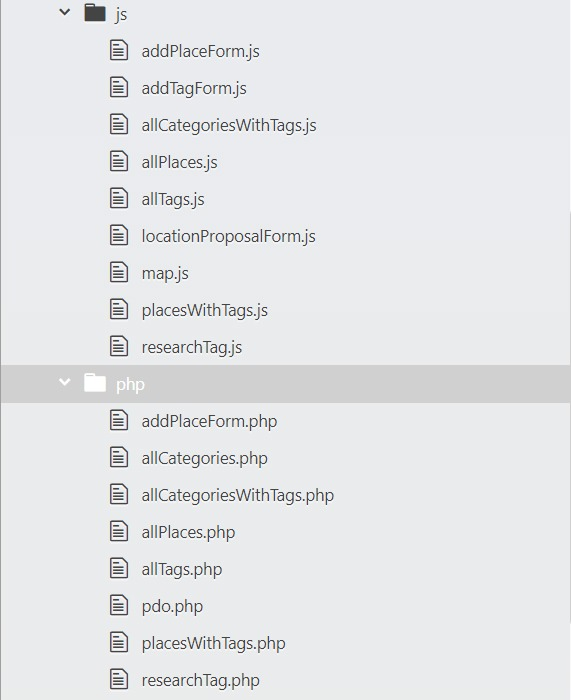 js
addPlaceForm.js
addTagForm.js
allCategoriesWithTags.js
allPlaces.js
allTags.js
locationProposalForm.js
map.js
placesWithTags.js
researchTag.js
php
addPlaceForm.php
allCategories.php
allCategoriesWithTags.php
allPlaces.php
allTags.php
pdo.php
placesWithTags.php
researchTag.php